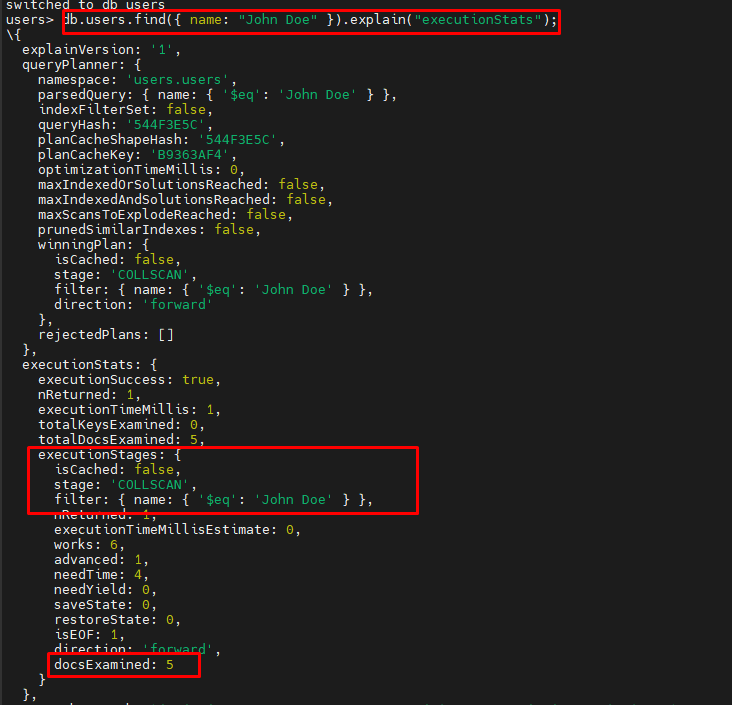 switched to db users
users> db.users.find({ name: "John Doe" }).explain("executionStats");
\{
  explainVersion: '1',
  queryPlanner: {
    namespace: 'users.users',
    parsedQuery: { name: { '$eq': 'John Doe' } },
    indexFilterSet: false,
    queryHash: '544F3E5C',
    planCacheShapeHash: '544F3E5C',
    planCacheKey: 'B9363AF4',
    optimizationTimeMillis: 0,
    maxIndexedOrSolutionsReached: false,
    maxIndexedAndSolutionsReached: false,
    maxScansToExplodeReached: false,
    prunedSimilarIndexes: false,
    winningPlan: {
      isCached: false,
      stage: 'COLLSCAN',
      filter: { name: { '$eq': 'John Doe' } },
      direction: 'forward'
    },
    rejectedPlans: []
  },
  executionStats: {
    executionSuccess: true,
    nReturned: 1,
    executionTimeMillis: 1,
    totalKeysExamined: 0,
    totalDocsExamined: 5,
    executionStages: {
      isCached: false,
      stage: 'COLLSCAN',
      filter: { name: { '$eq': 'John Doe' } },
      nReturned: 1,
      executionTimeMillisEstimate: 0,
      works: 6,
      advanced: 1,
      needTime: 4,
      needYield: 0,
      saveState: 0,
      restoreState: 0,
      isEOF: 1,
      direction: 'forward',
      docsExamined: 5
    }
  },